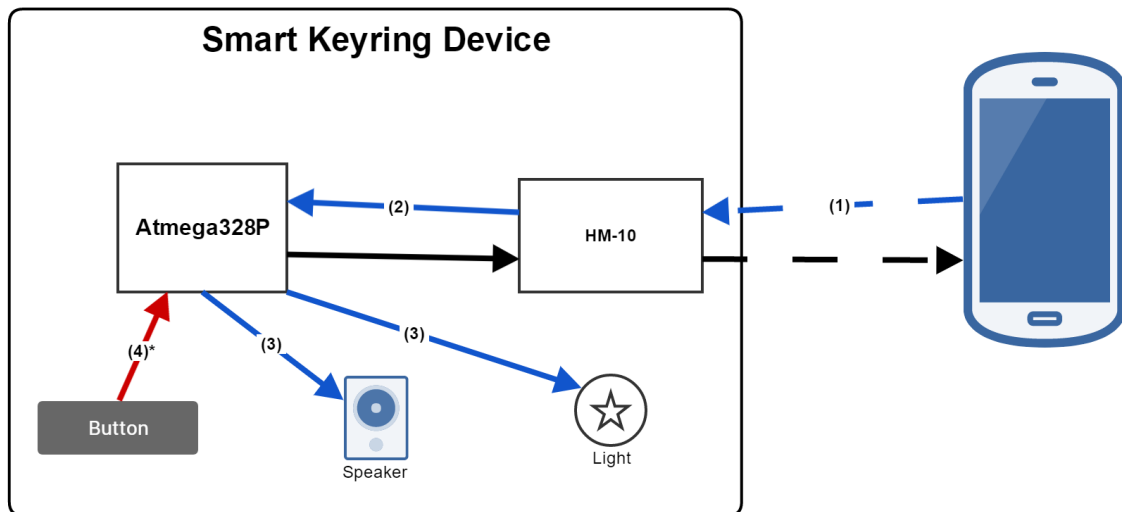 Smart Keyring Device
(1)
(2)
Atmega328P
HM-10
(3)
(3)
(4)*
Button
Speaker
Light